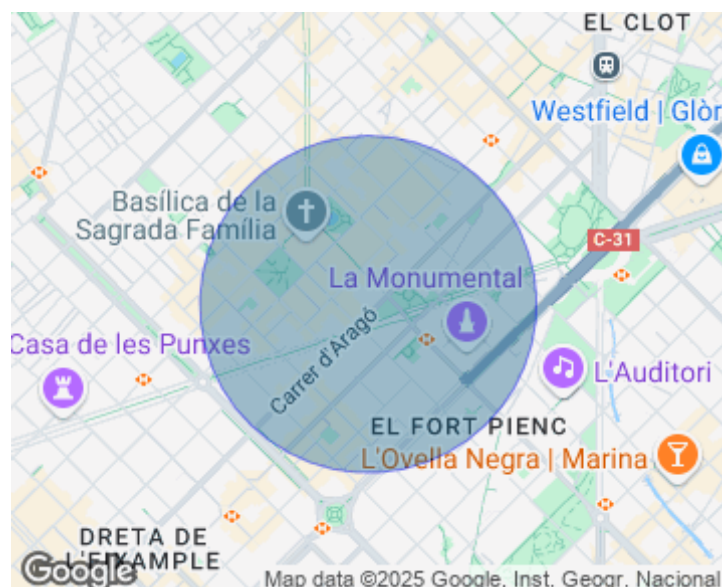 EL CLOT
Westfield | Glòr
Basílica de la
Sagrada Família
C-31
La Monumental
Casa de les Punxes
Carrer d'Aragó
L'Auditori
EL FORT PIENC
L'Ovella Negra | Marina
DRETA DE
L'EIXAMPLE
Google
Map data ©2025 Google, Inst. Geogr. Nacional